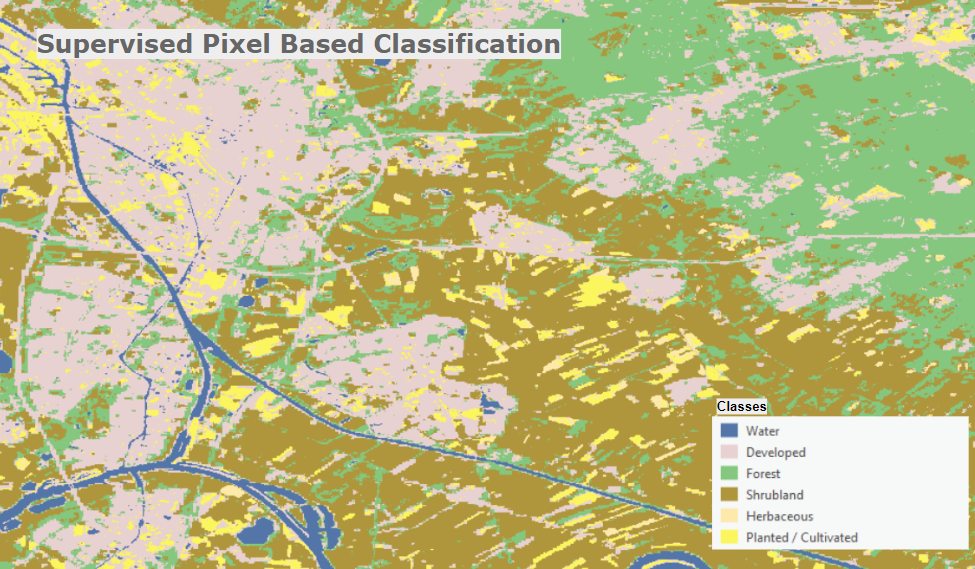 Supervised Pixel Based Classification
Classes
Water
Developed
Forest
Shrubland
Herbaceous
Planted / Cultivated